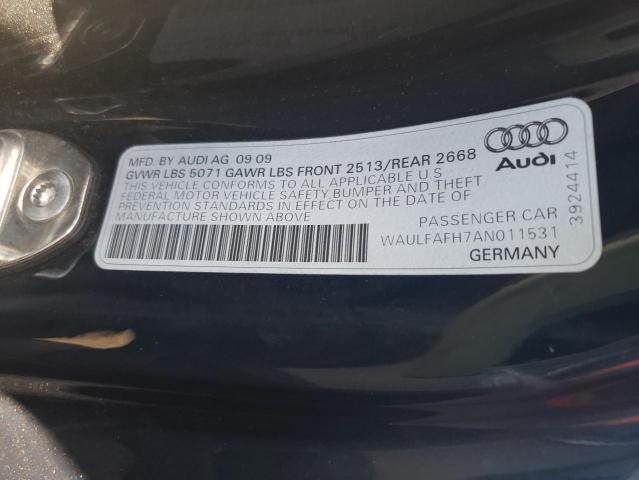 MFD. BY AUDI AG 09 09
GVWR LBS 5071 GAWR LBS FRONT 2513/REAR 2668
THIS VEHICLE CONFORMS TO ALL APPLICABLE U S
FEDERAL MOTOR VEHICLE SAFETY, BUMPER AND THEFT
PREVENTION STANDARDS IN EFFECT ON THE DATE OF
MANUFACTURE SHOWN ABOVE
Audi
3924414
PASSENGER CAR
WAULFAFH7AN011531
GERMANY